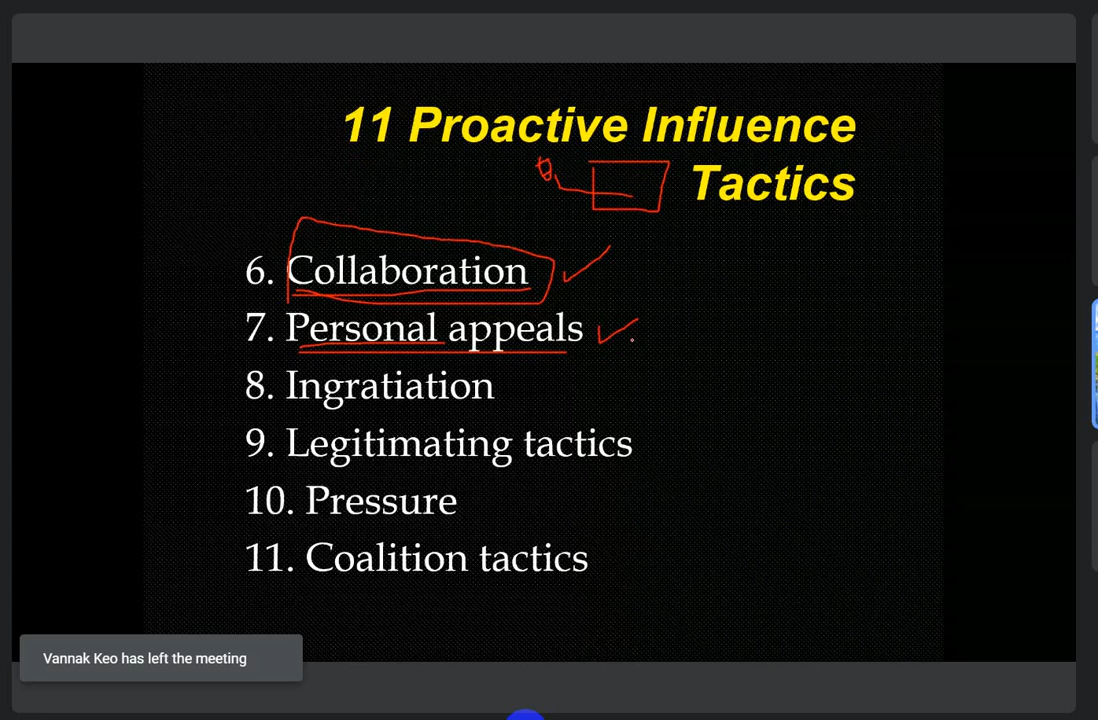 11 Proactive Influence
Tactics
6. Collaboration
7. Personal appeals
8. Ingratiation
9. Legitimating tactics
10. Pressure
11. Coalition tactics
Vannak Keo has left the meeting